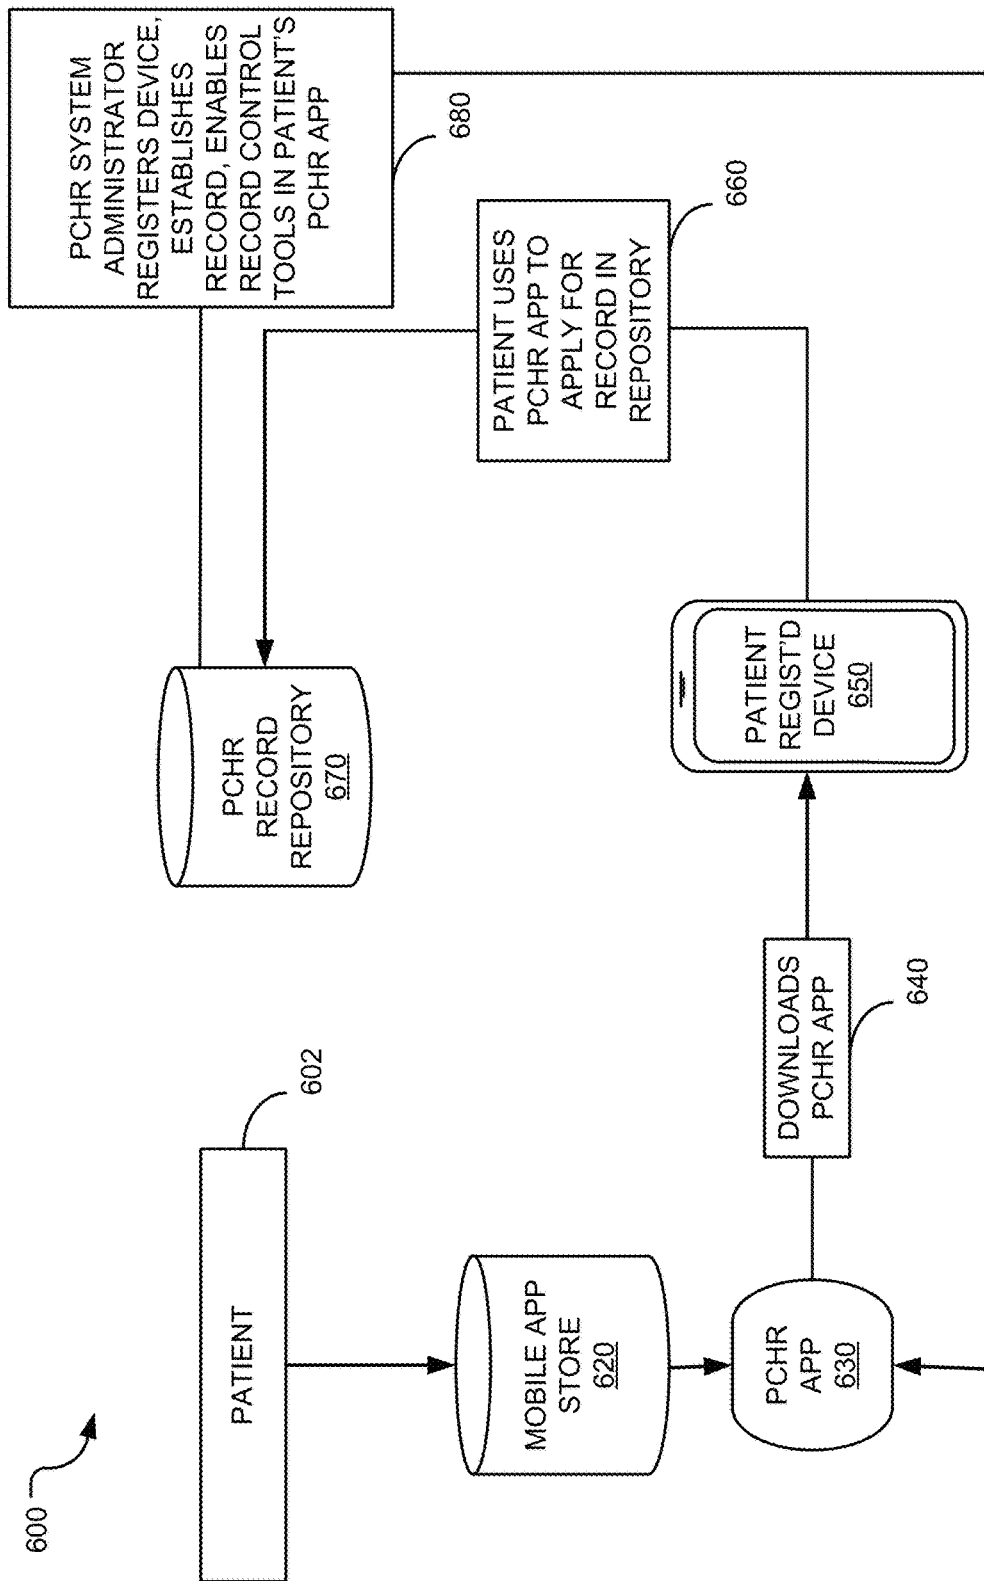 600
PATIENT
602
MOBILE APP
STORE
620
PCHR
APP
630
DOWNLOADS
PCHR APP
640
PATIENT
REGIST'D
DEVICE
650
PATIENT USES
PCHR APP TO
APPLY FOR
RECORD IN
REPOSITORY
660
PCHR
RECORD
REPOSITORY
670
PCHR SYSTEM
ADMINISTRATOR
REGISTERS DEVICE,
ESTABLISHES
RECORD, ENABLES
RECORD CONTROL
TOOLS IN PATIENT'S
PCHR APP
680